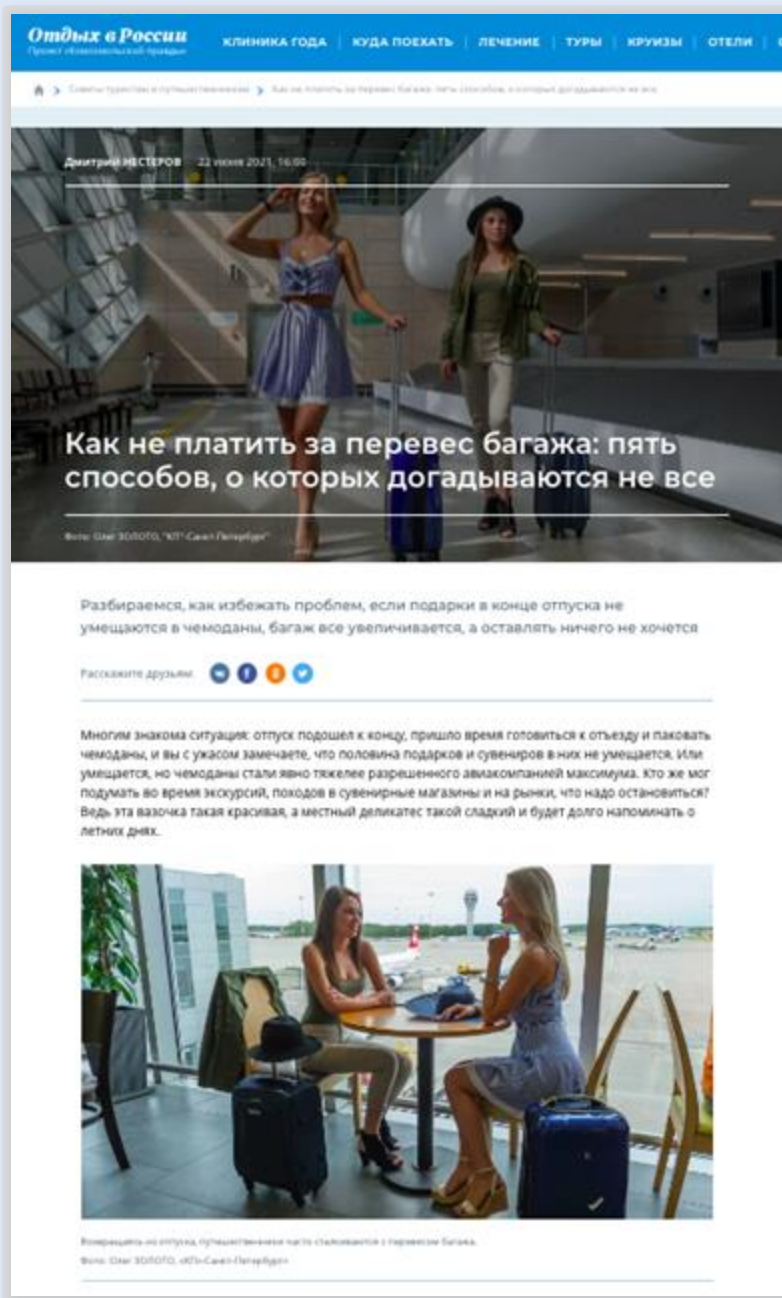 Отдых в России
Проект «Комсомольской правды»
КЛИНИКА ГОДА
КУДА ПОЕХАТЬ
ЛЕЧЕНИЕ
ТУРЫ
КРУИЗЫ
ОТЕЛИ
Советы туристам и путешественникам
Как не платить за перевес багажа: пять способов, о которых догадываются не все
Дмитрий НЕСТЕРОВ 22 июня 2021, 16:00
Как не платить за перевес багажа: пять
способов, о которых догадываются не все
Фото: Олег ЗОЛОТО, "КП"-Санкт-Петербург"
Разбираемся, как избежать проблем, если подарки в конце отпуска не
умещаются в чемоданы, багаж все увеличивается, а оставлять ничего не хочется
Расскажите друзьям:
Многим знакома ситуация: отпуск подошел к концу, пришло время готовиться к отъезду и паковать
чемоданы, и вы с ужасом замечаете, что половина подарков и сувениров в них не умещается. Или
умещается, но чемоданы стали явно тяжелее разрешенного авиакомпанией максимума. Кто же мог
подумать во время экскурсий, походов в сувенирные магазины и на рынки, что надо остановиться?
Ведь эта вазочка такая красивая, а местный деликатес такой сладкий и будет долго напоминать о
летних днях.
Возвращаясь из отпуска, путешественники часто сталкиваются с перевесом багажа.
Фото: Олег ЗОЛОТО, «КП»-Санкт-Петербург»